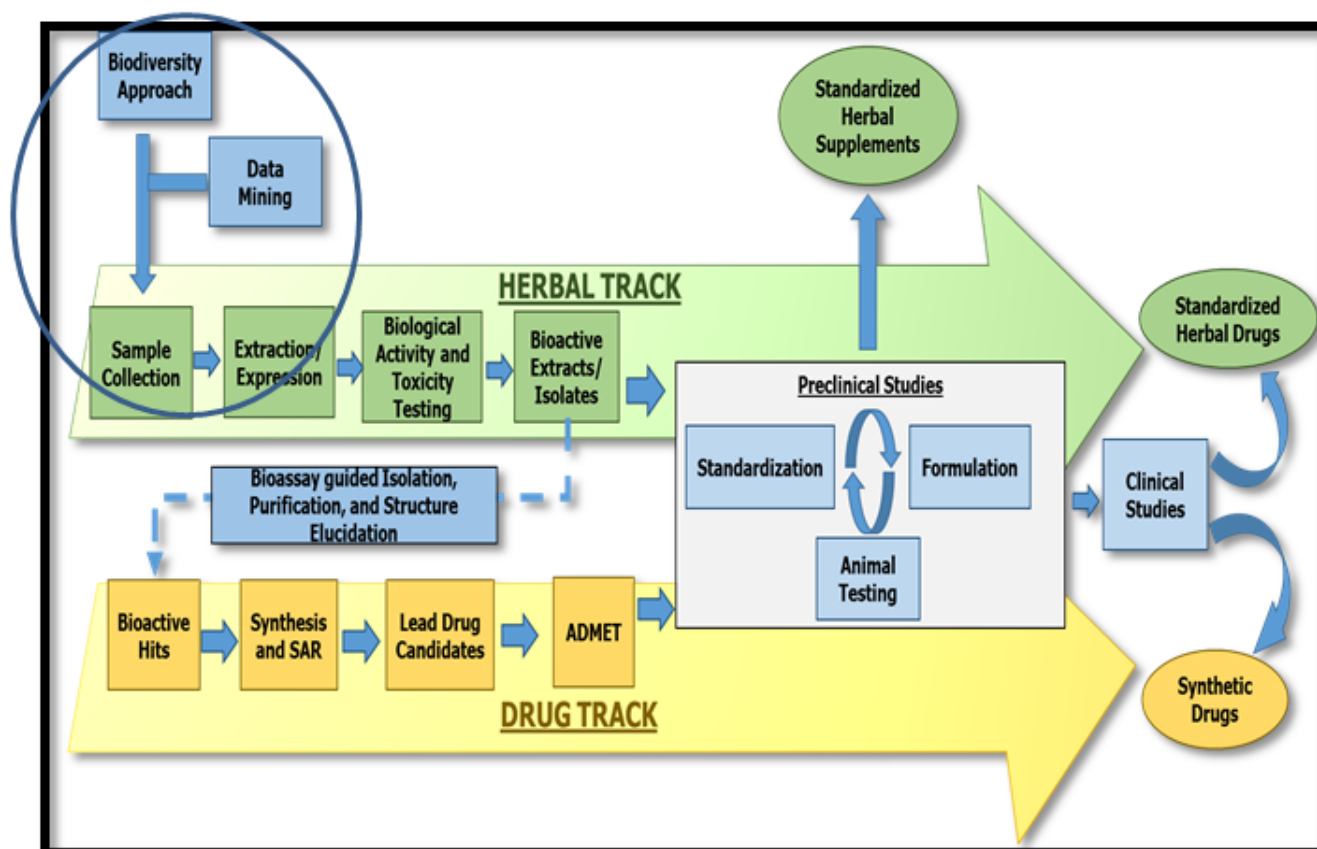 Biodiversity
Approach
Data
Mining
Standardized
Herbal
Supplements
HERBAL TRACK
Sample
Collection
Extraction/
Expression
Biological
Activity and
Toxicity
Testing
Bioactive
Extracts/
Isolates
Standardized
Herbal Drugs
Preclinical Studies
Standardization
Formulation
Animal
Testing
Clinical
Studies
Bioassay guided Isolation,
Purification, and Structure
Elucidation
Bioactive
Hits
Synthesis
and SAR
Lead Drug
Candidates
ADMET
DRUG TRACK
Synthetic
Drugs